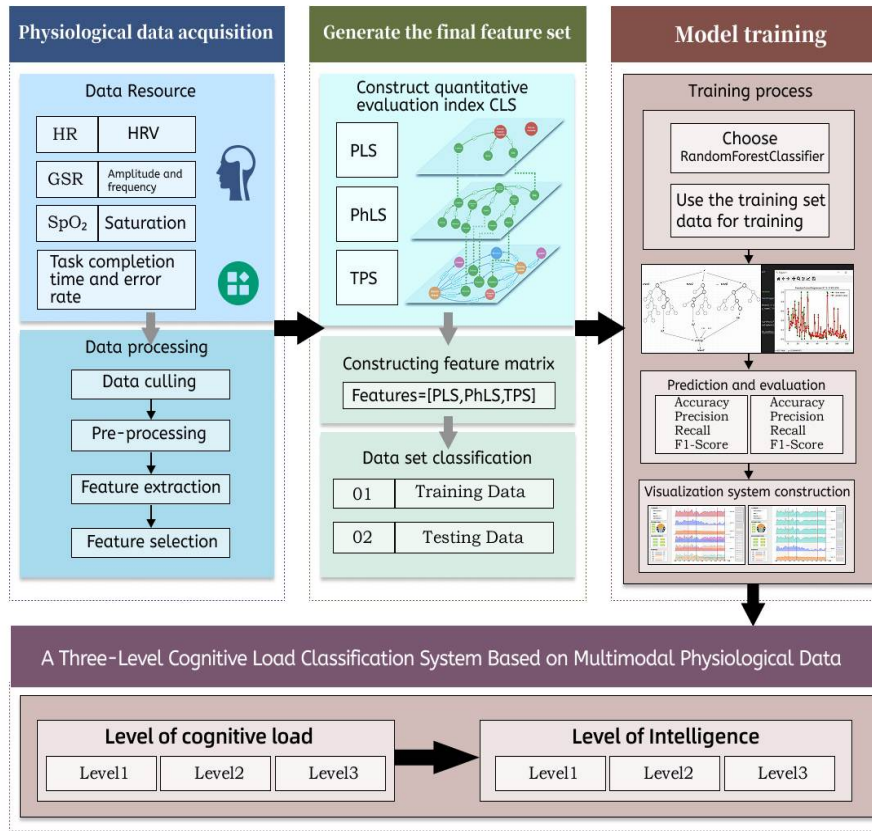 Physiological data acquisition
Data Resource
HR
HRV
GSR
Amplitude and
frequency
SpO₂
Saturation
Task completion
time and error
rate
Data processing
Data culling
Pre-processing
Feature extraction
Feature selection
Generate the final feature set
Construct quantitative
evaluation index CLS
PLS
PhLS
TPS
Constructing feature matrix
Features=[PLS,PhLS,TPS]
Data set classification
01
Training Data
02
Testing Data
Model training
Training process
Choose
RandomForestClassifier
Use the training set
data for training
Prediction and evaluation
Accuracy
Precision
Recall
F1-Score
Accuracy
Precision
Recall
F1-Score
Visualization system construction
A Three-Level Cognitive Load Classification System Based on Multimodal Physiological Data
Level of cognitive load
Level1
Level2
Level3
Level of Intelligence
Level1
Level2
Level3